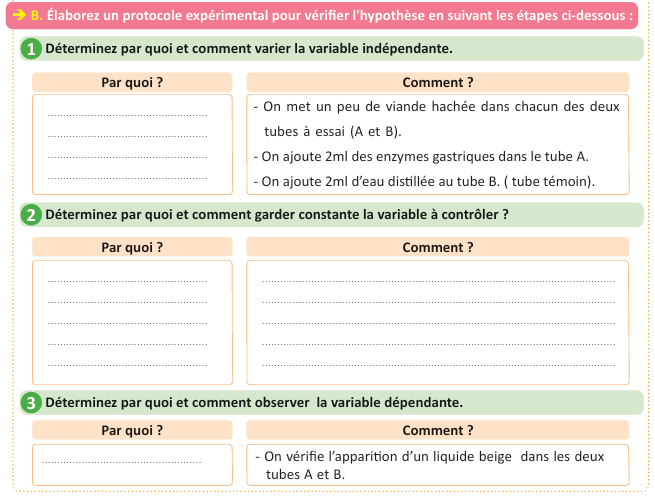 ➔ B. Élaborez un protocole expérimental pour vérifier l'hypothèse en suivant les étapes ci-dessous :
1 Déterminez par quoi et comment varier la variable indépendante.
Par quoi ?
Comment ?
- On met un peu de viande hachée dans chacun des deux
tubes à essai (A et B).
- On ajoute 2ml des enzymes gastriques dans le tube A.
- On ajoute 2ml d'eau distillée au tube B. ( tube témoin).
2 Déterminez par quoi et comment garder constante la variable à contrôler ?
Par quoi ?
Comment ?
3 Déterminez par quoi et comment observer la variable dépendante.
Par quoi ?
Comment ?
- On vérifie l'apparition d'un liquide beige dans les deux
tubes A et B.